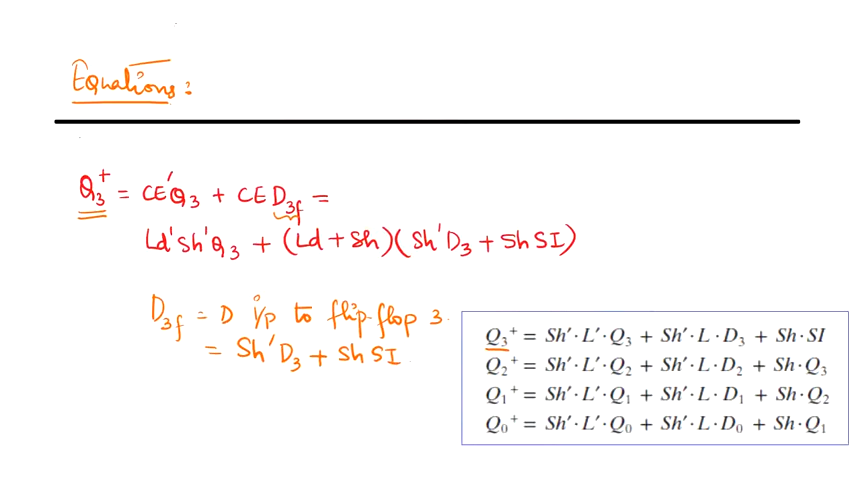 Equations:
Q₃⁺ = CE'Q₃ + CE D₃f =
Ld'Sh'Q₃ + (Ld + Sh)(Sh'D₃ + Sh SI)
D₃f = D i/p to flip-flop 3.
= Sh'D₃ + Sh SI
Q₃⁺ = Sh′·L′·Q₃ + Sh′·L·D₃ + Sh·SI
Q₂⁺ = Sh′·L′·Q₂ + Sh′·L·D₂ + Sh·Q₃
Q₁⁺ = Sh′·L′·Q₁ + Sh′·L·D₁ + Sh·Q₂
Q₀⁺ = Sh′·L′·Q₀ + Sh′·L·D₀ + Sh·Q₁